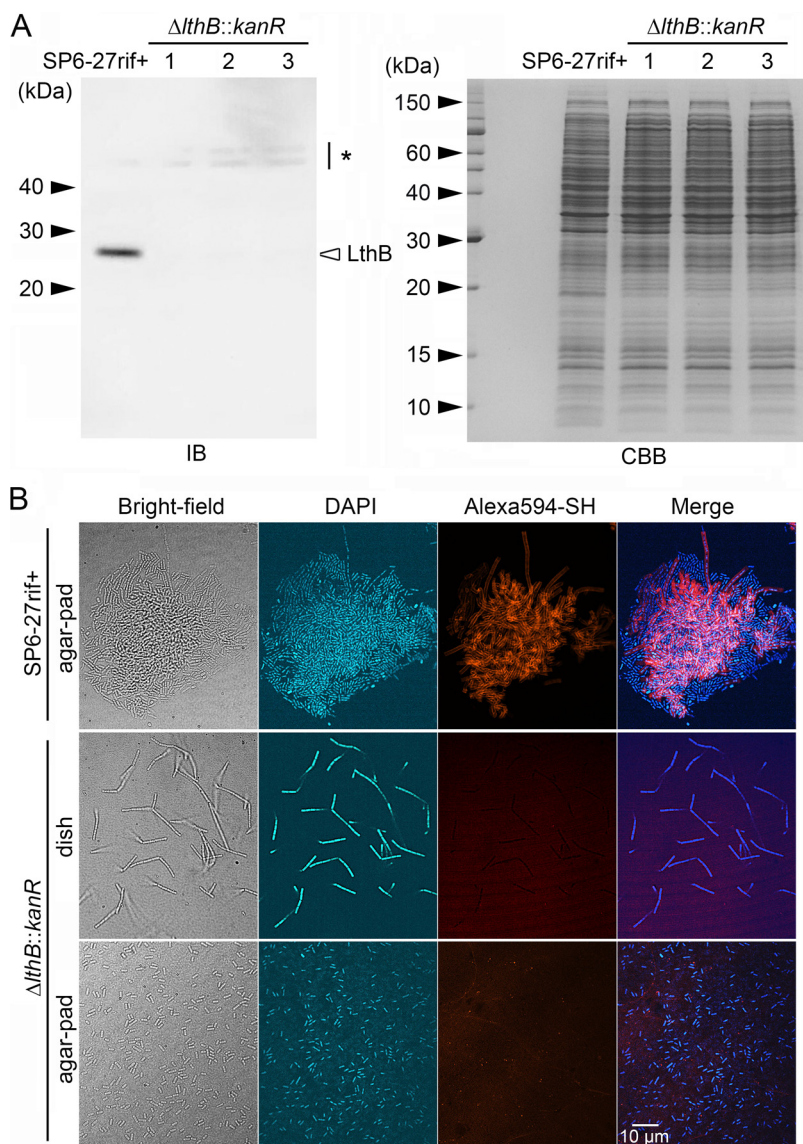 A
ΔlthB::kanR
SP6-27rif+ 1 2 3
(kDa)
40
30
20
*
LthB
IB
ΔlthB::kanR
SP6-27rif+ 1 2 3
(kDa)
150
60
40
30
20
15
10
CBB
B
Bright-field DAPI Alexa594-SH Merge
SP6-27rif+
agar-pad
ΔlthB::kanR
dish
agar-pad
10 µm